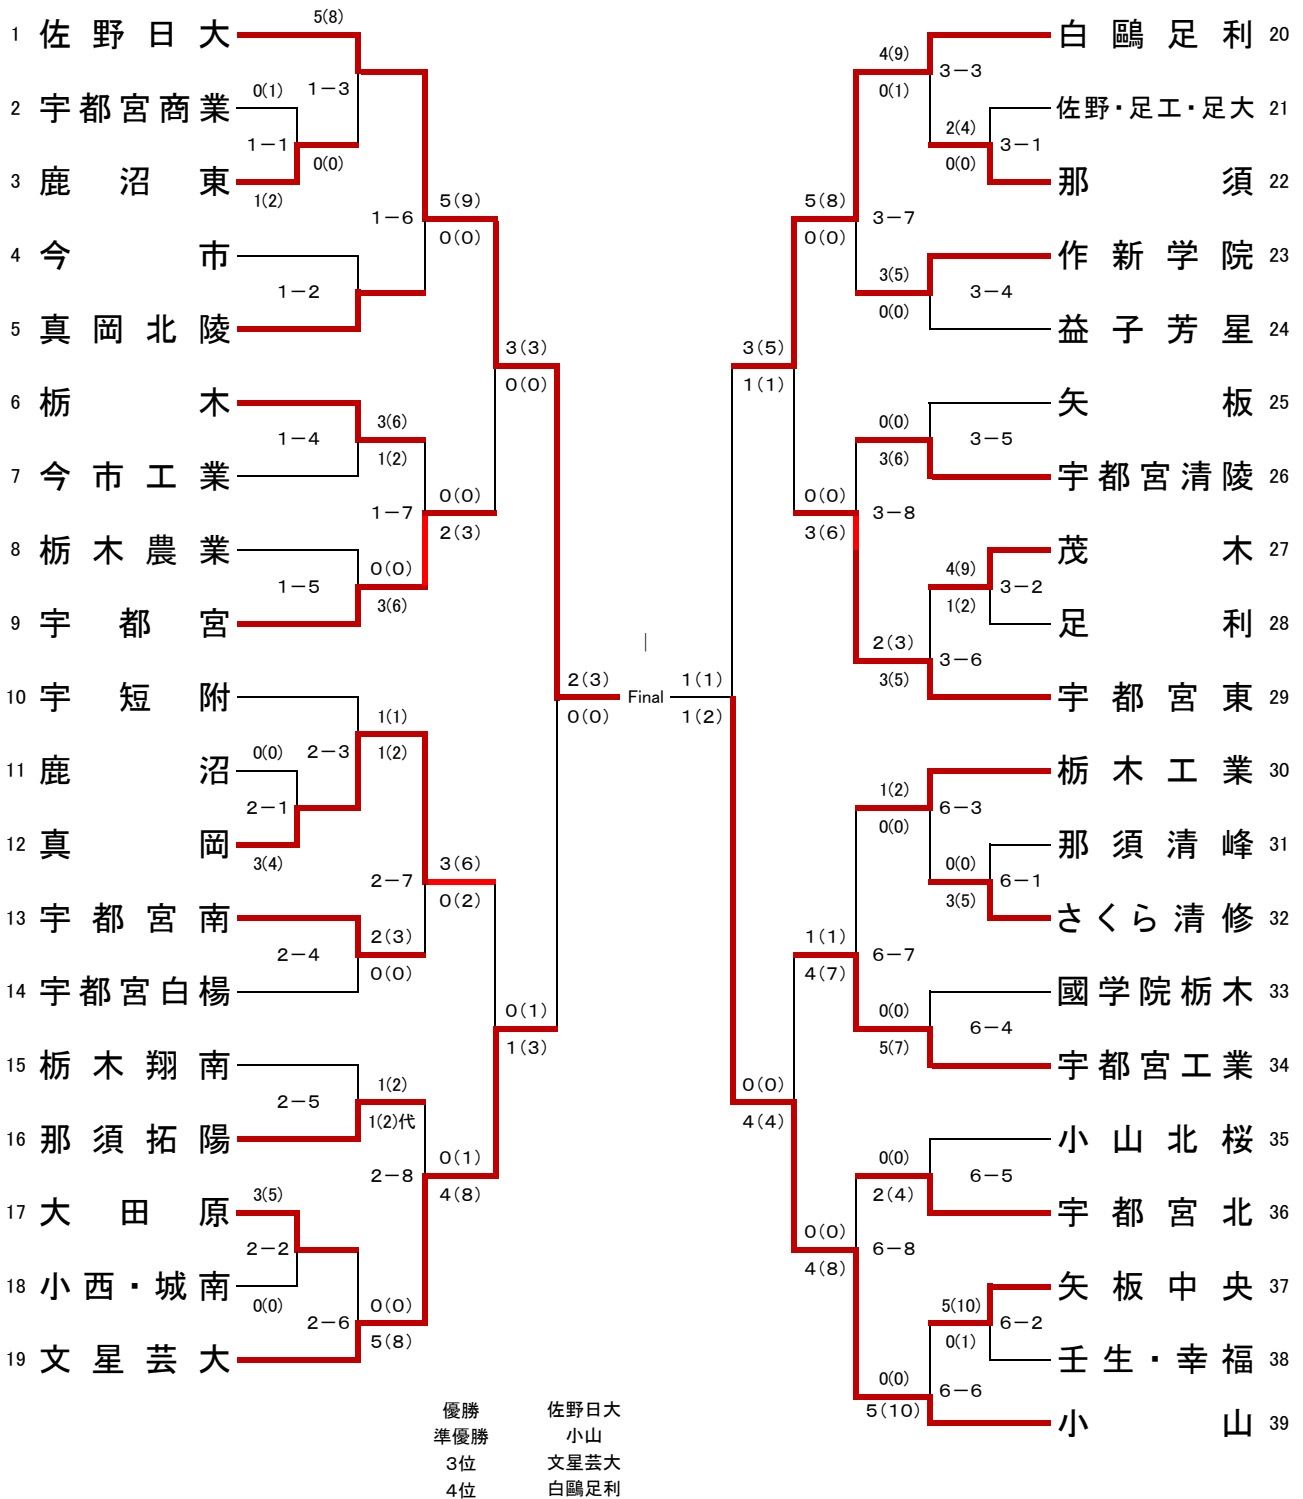 5(8)
1 佐野日大
2 宇都宮商業 0(1)
1－3
1－1
0(0)
3 鹿沼東 1(2)
1－6
5(9)
0(0)
4 今市
1－2
5 真岡北陵
3(3)
0(0)
6 栃木
1－4
3(6)
1(2)
7 今市工業
1－7
0(0)
2(3)
8 栃木農業
1－5
0(0)
3(6)
9 宇都宮
2(3)
0(0)
10 宇短附
1(1)
2－3
1(2)
11 鹿沼 0(0)
2－1
12 真岡 3(4)
2－7
3(6)
0(2)
13 宇都宮南
2－4
2(3)
0(0)
14 宇都宮白楊
0(1)
1(3)
15 栃木翔南
2－5
1(2)
1(2)代
16 那須拓陽
2－8
0(1)
4(8)
17 大田原 3(5)
2－2
18 小西・城南 0(0)
2－6
0(0)
5(8)
19 文星芸大
｜
Final
白鷗足利 20
4(9)
3－3
0(1)
佐野・足工・足大 21
2(4)
3－1
0(0)
那須 22
5(8)
3－7
0(0)
作新学院 23
3(5)
3－4
0(0)
益子芳星 24
3(5)
1(1)
矢板 25
0(0)
3－5
3(6)
宇都宮清陵 26
0(0)
3－8
3(6)
茂木 27
4(9)
3－2
1(2)
足利 28
2(3)
3－6
3(5)
宇都宮東 29
1(1)
1(2)
栃木工業 30
1(2)
6－3
0(0)
那須清峰 31
0(0)
6－1
3(5)
さくら清修 32
1(1)
6－7
4(7)
國学院栃木 33
0(0)
6－4
5(7)
宇都宮工業 34
0(0)
4(4)
小山北桜 35
0(0)
6－5
2(4)
宇都宮北 36
0(0)
6－8
4(8)
矢板中央 37
5(10)
6－2
0(1)
壬生・幸福 38
0(0)
6－6
5(10)
小山 39
優勝 佐野日大
準優勝 小山
3位 文星芸大
4位 白鷗足利